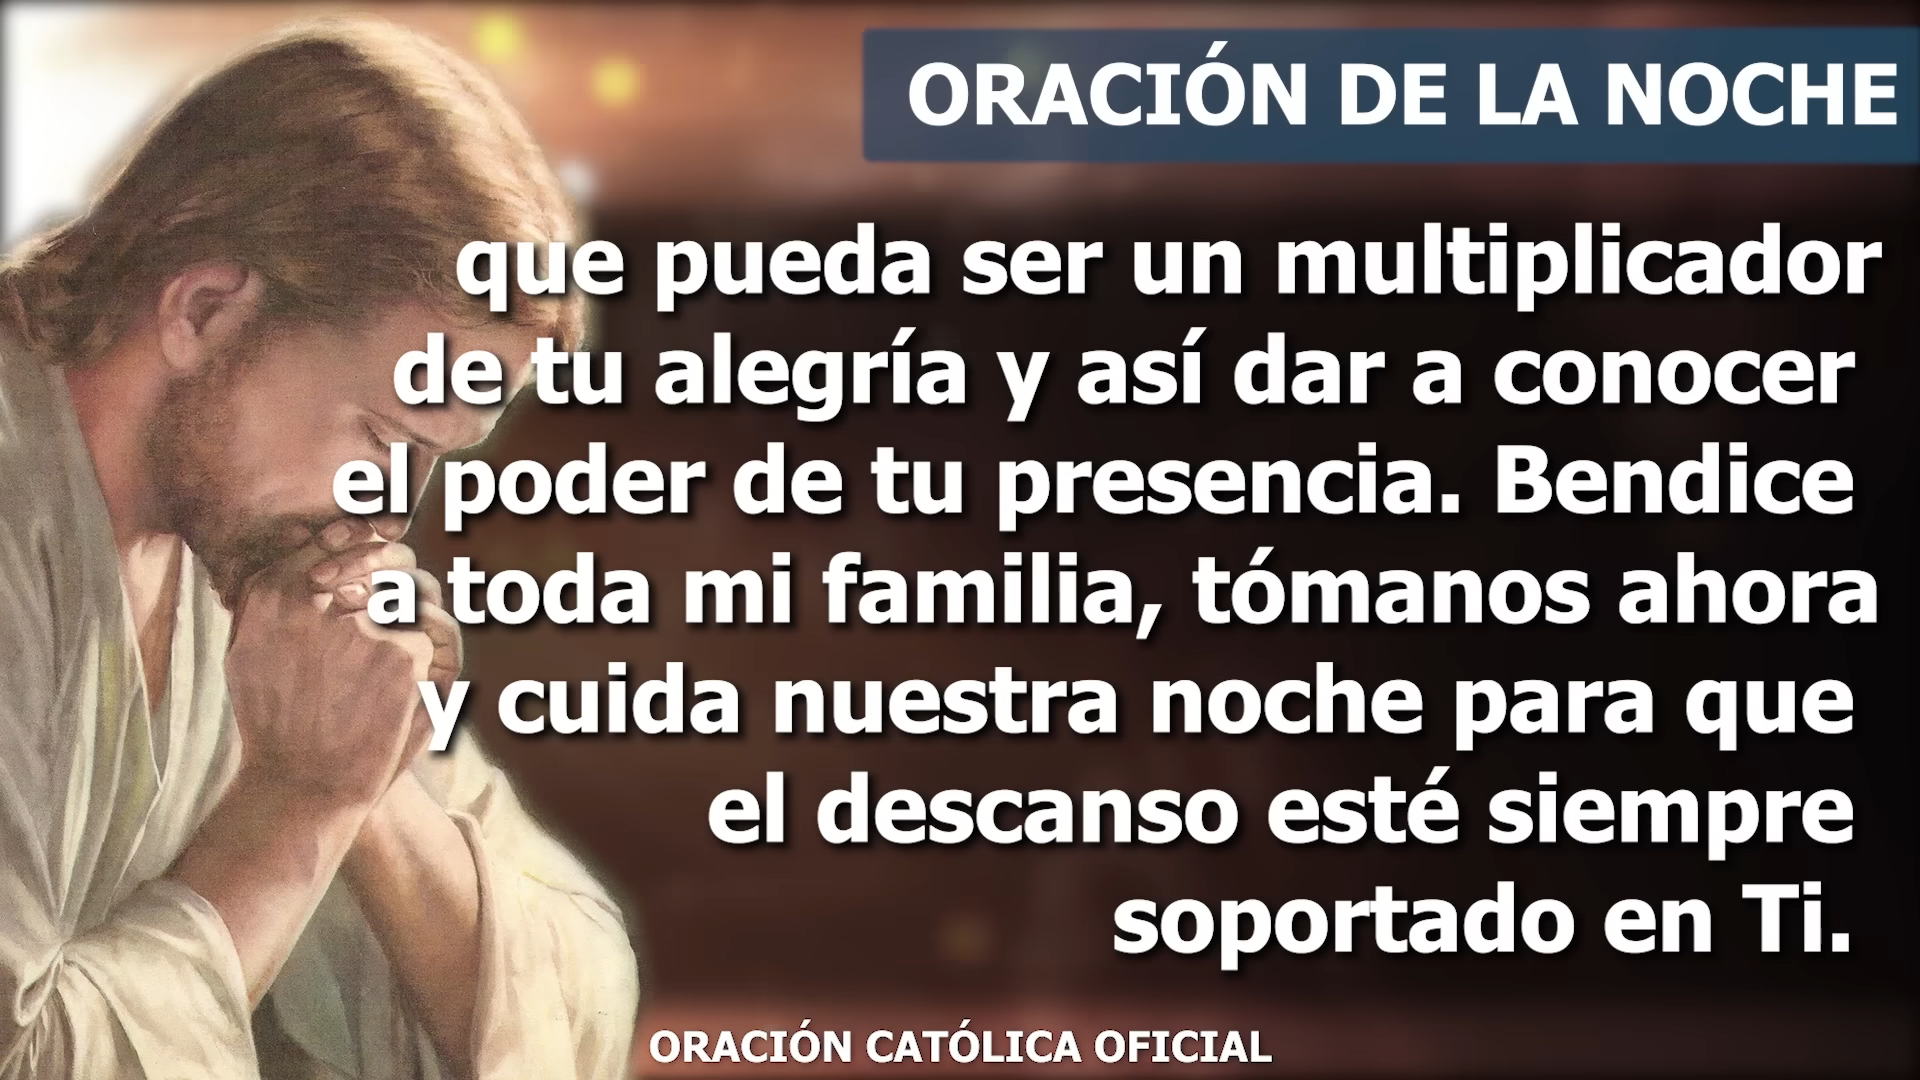 ORACIÓN DE LA NOCHE
que pueda ser un multiplicador
de tu alegría y así dar a conocer
el poder de tu presencia. Bendice
a toda mi familia, tómanos ahora
y cuida nuestra noche para que
el descanso esté siempre
soportado en Ti.
ORACIÓN CATÓLICA OFICIAL